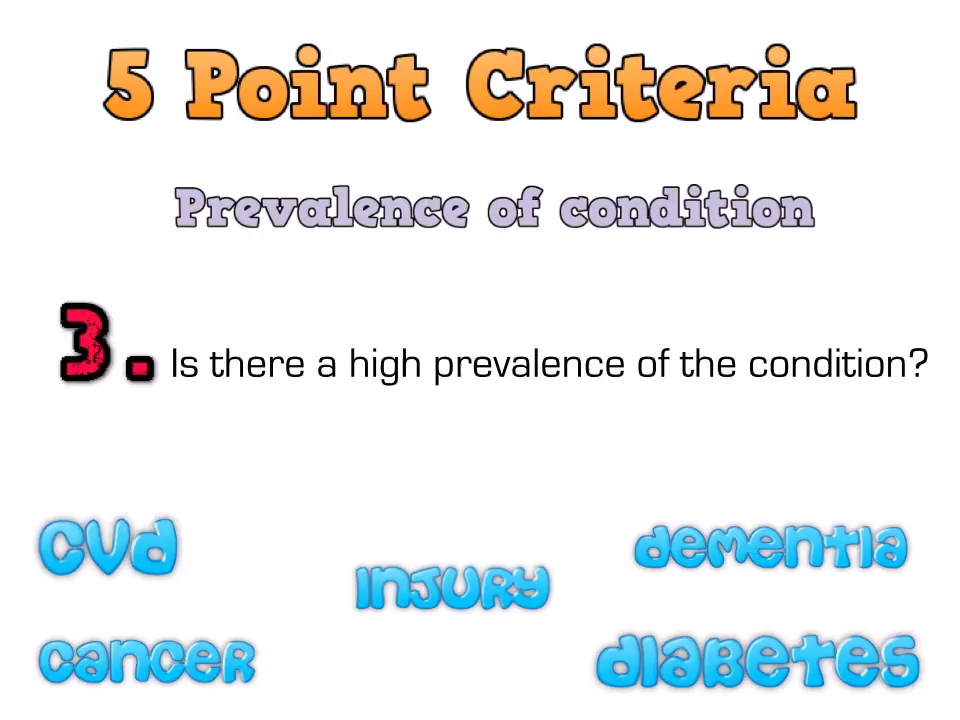 5 Point Criteria
Prevalence of condition
3. Is there a high prevalence of the condition?
CVd
INJURY
dementia
cancer
diabetes